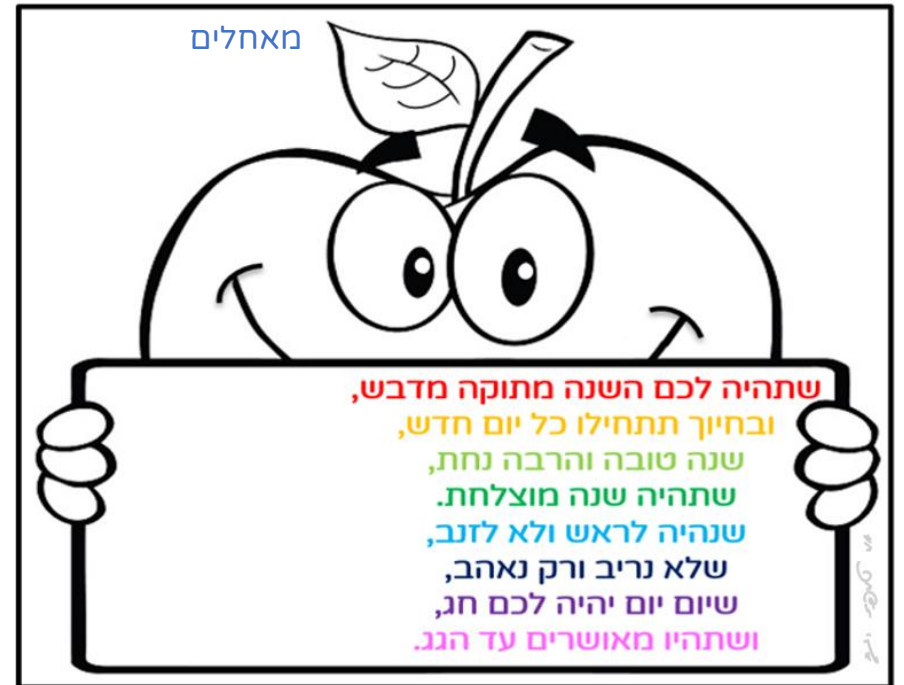 מאחלים
שתהיה לכם השנה מתוקה מדבש,
ובחיוך תתחילו כל יום חדש,
שנה טובה והרבה נחת,
שתהיה שנה מוצלחת.
שנהיה לראש ולא לזנב,
שלא נריב ורק נאהב,
שיום יום יהיה לכם חג,
ושתהיו מאושרים עד הגג.